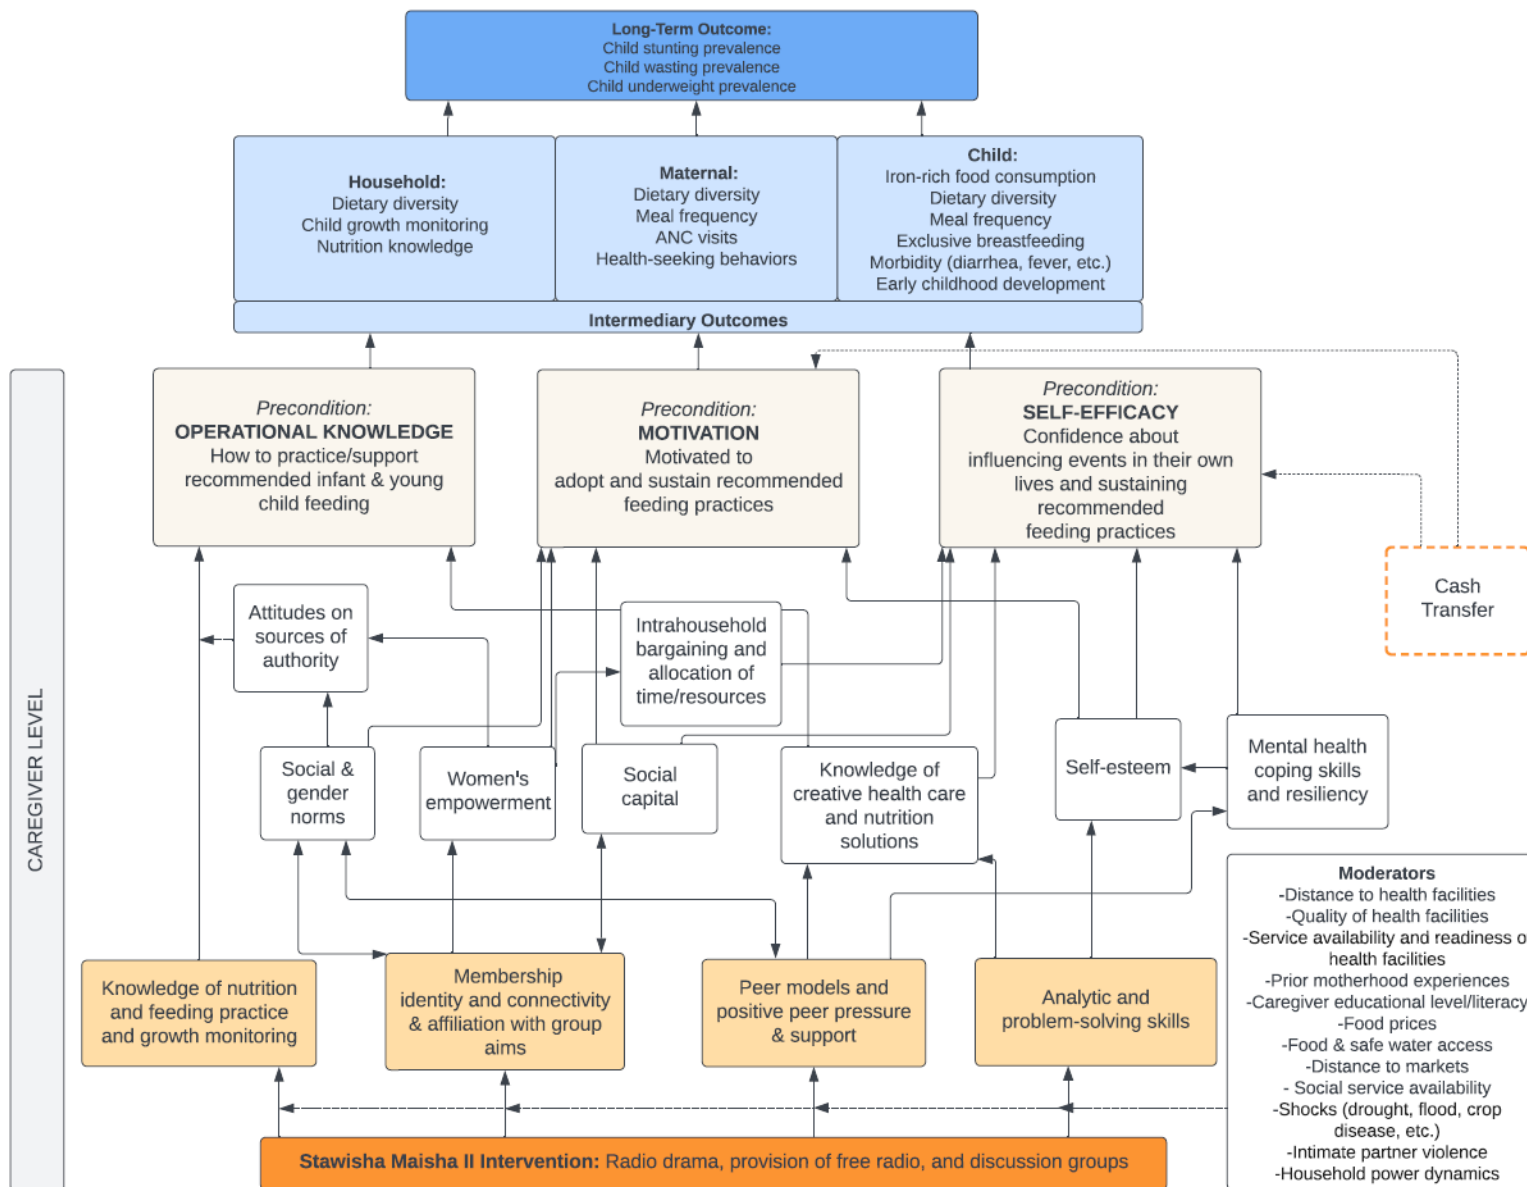 Long-Term Outcome:
Child stunting prevalence
Child wasting prevalence
Child underweight prevalence
Household:
Dietary diversity
Child growth monitoring
Nutrition knowledge
Maternal:
Dietary diversity
Meal frequency
ANC visits
Health-seeking behaviors
Child:
Iron-rich food consumption
Dietary diversity
Meal frequency
Exclusive breastfeeding
Morbidity (diarrhea, fever, etc.)
Early childhood development
Intermediary Outcomes
CAREGIVER LEVEL
Precondition:
OPERATIONAL KNOWLEDGE
How to practice/support
recommended infant & young
child feeding
Precondition:
MOTIVATION
Motivated to
adopt and sustain recommended
feeding practices
Precondition:
SELF-EFFICACY
Confidence about
influencing events in their own
lives and sustaining
recommended
feeding practices
Cash
Transfer
Attitudes on
sources of
authority
Intrahousehold
bargaining and
allocation of
time/resources
Social &
gender
norms
Women's
empowerment
Social
capital
Knowledge of
creative health care
and nutrition
solutions
Self-esteem
Mental health
coping skills
and resiliency
Knowledge of nutrition
and feeding practice
and growth monitoring
Membership
identity and connectivity
& affiliation with group
aims
Peer models and
positive peer pressure
& support
Analytic and
problem-solving skills
Moderators
-Distance to health facilities
-Quality of health facilities
-Service availability and readiness
health facilities
-Prior motherhood experiences
-Caregiver educational level/literacy
-Food prices
-Food & safe water access
-Distance to markets
- Social service availability
-Shocks (drought, flood, crop
disease, etc.)
-Intimate partner violence
-Household power dynamics
Stawisha Maisha II Intervention: Radio drama, provision of free radio, and discussion groups